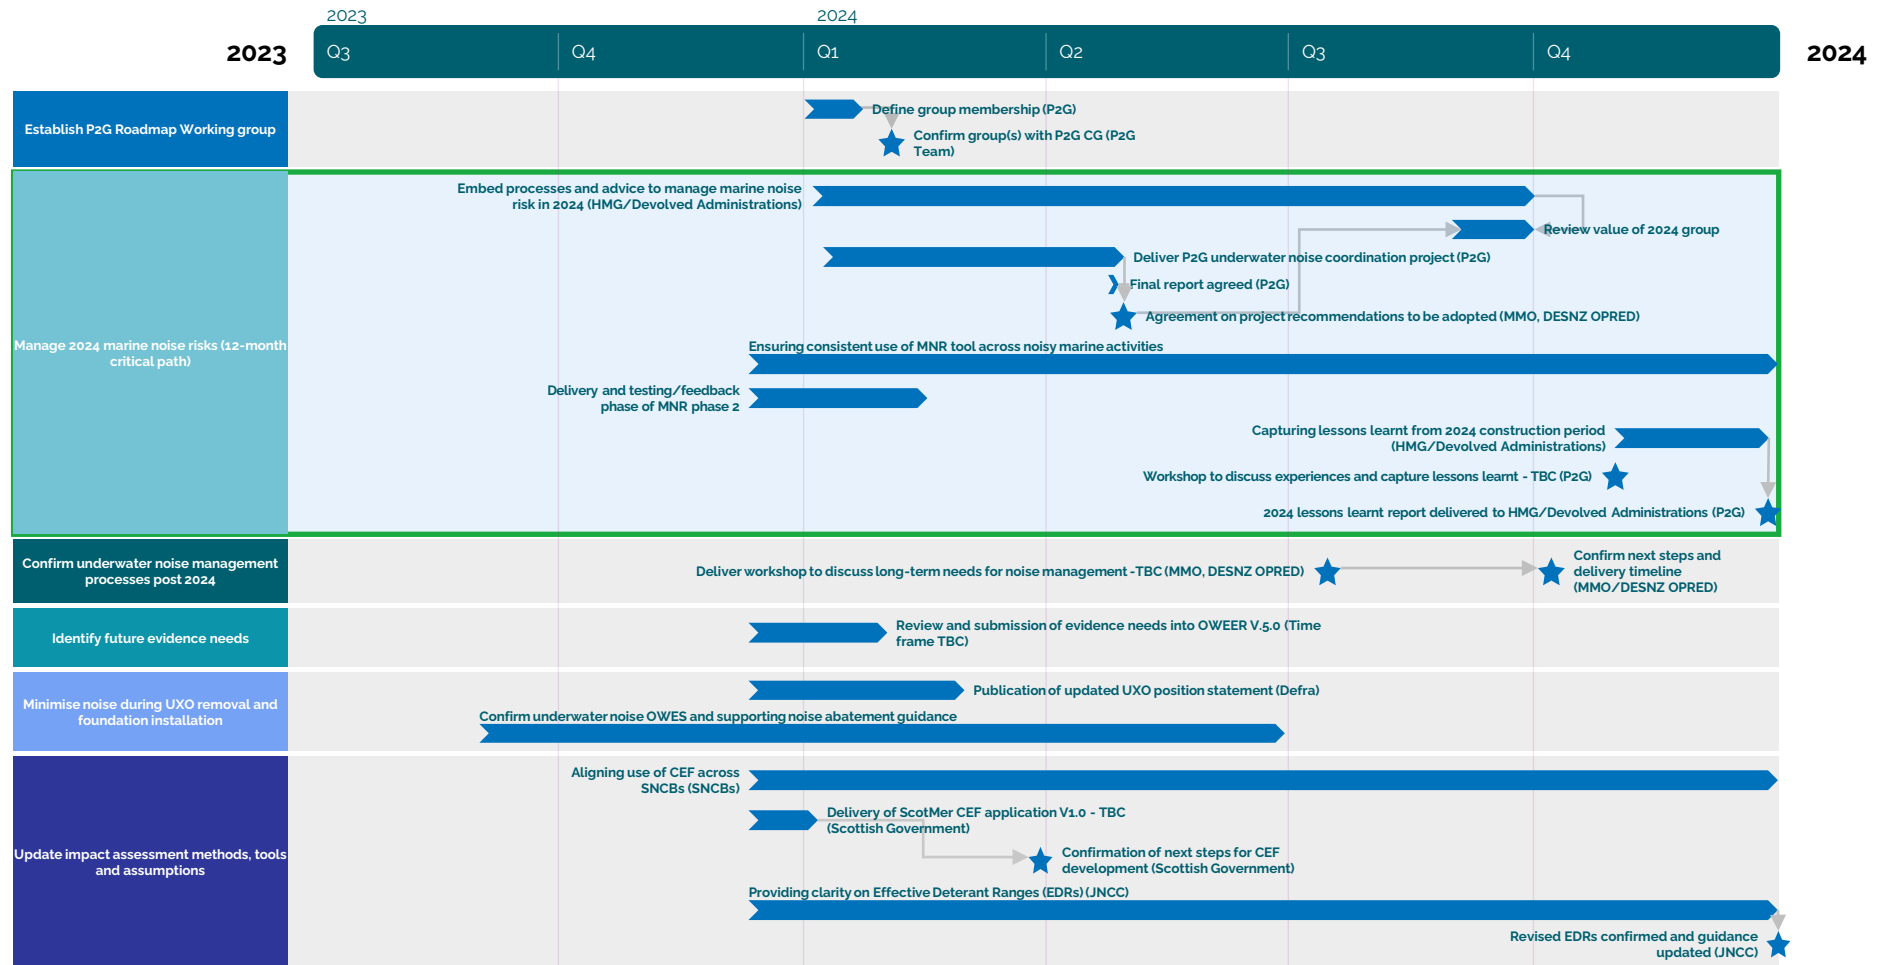 2023
2024
2023
Q3
Q4
Q1
Q2
Q3
Q4
2024
Establish P2G Roadmap Working group
Define group membership (P2G)
Confirm group(s) with P2G CG (P2G
Team)
Manage 2024 marine noise risks (12-month
critical path)
Embed processes and advice to manage marine noise
risk in 2024 (HMG/Devolved Administrations)
Review value of 2024 group
Deliver P2G underwater noise coordination project (P2G)
Final report agreed (P2G)
Agreement on project recommendations to be adopted (MMO, DESNZ OPRED)
Ensuring consistent use of MNR tool across noisy marine activities
Delivery and testing/feedback
phase of MNR phase 2
Capturing lessons learnt from 2024 construction period
(HMG/Devolved Administrations)
Workshop to discuss experiences and capture lessons learnt - TBC (P2G)
2024 lessons learnt report delivered to HMG/Devolved Administrations (P2G)
Confirm underwater noise management
processes post 2024
Deliver workshop to discuss long-term needs for noise management -TBC (MMO, DESNZ OPRED)
Confirm next steps and
delivery timeline
(MMO/DESNZ OPRED)
Identify future evidence needs
Review and submission of evidence needs into OWEER V.5.0 (Time
frame TBC)
Minimise noise during UXO removal and
foundation installation
Publication of updated UXO position statement (Defra)
Confirm underwater noise OWES and supporting noise abatement guidance
Update impact assessment methods, tools
and assumptions
Aligning use of CEF across
SNCBs (SNCBs)
Delivery of ScotMer CEF application V1.0 - TBC
(Scottish Government)
Confirmation of next steps for CEF
development (Scottish Government)
Providing clarity on Effective Deterant Ranges (EDRs) (JNCC)
Revised EDRs confirmed and guidance
updated (JNCC)